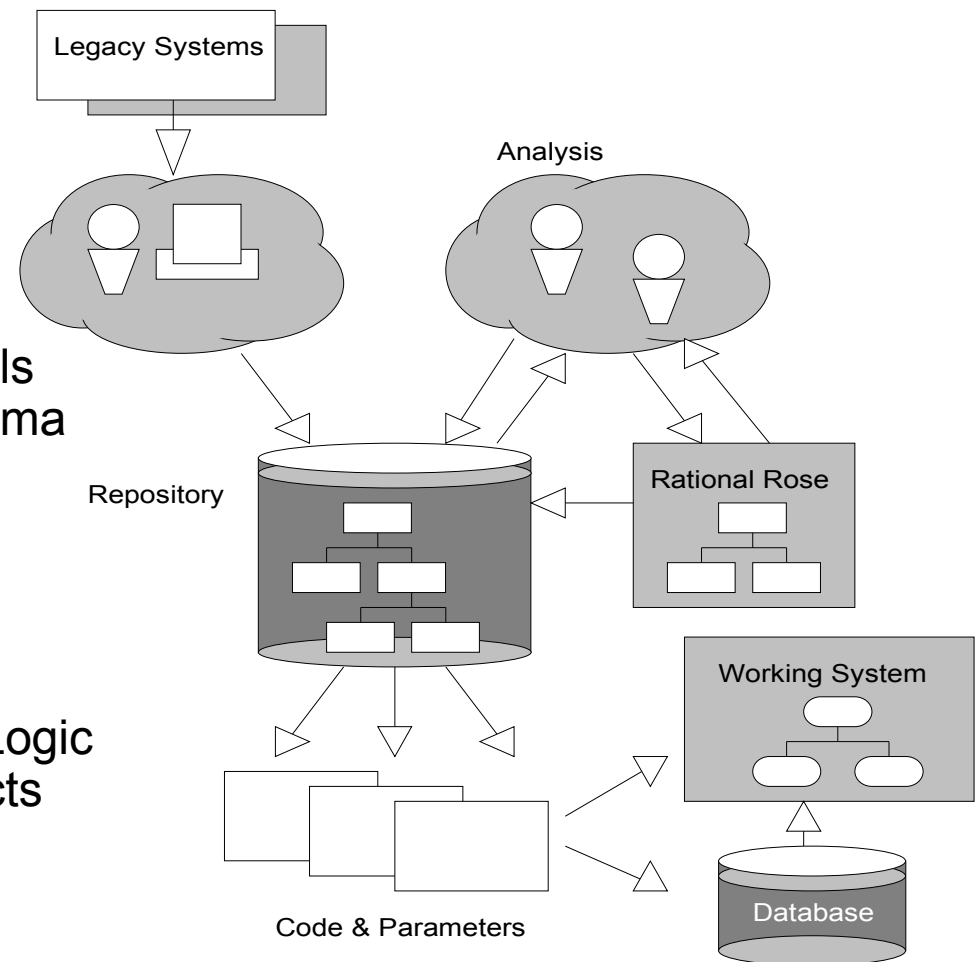 Legacy Systems
Analysis
ls
ma
Rational Rose
Repository
Working System
Logic
cts
Code & Parameters
Database